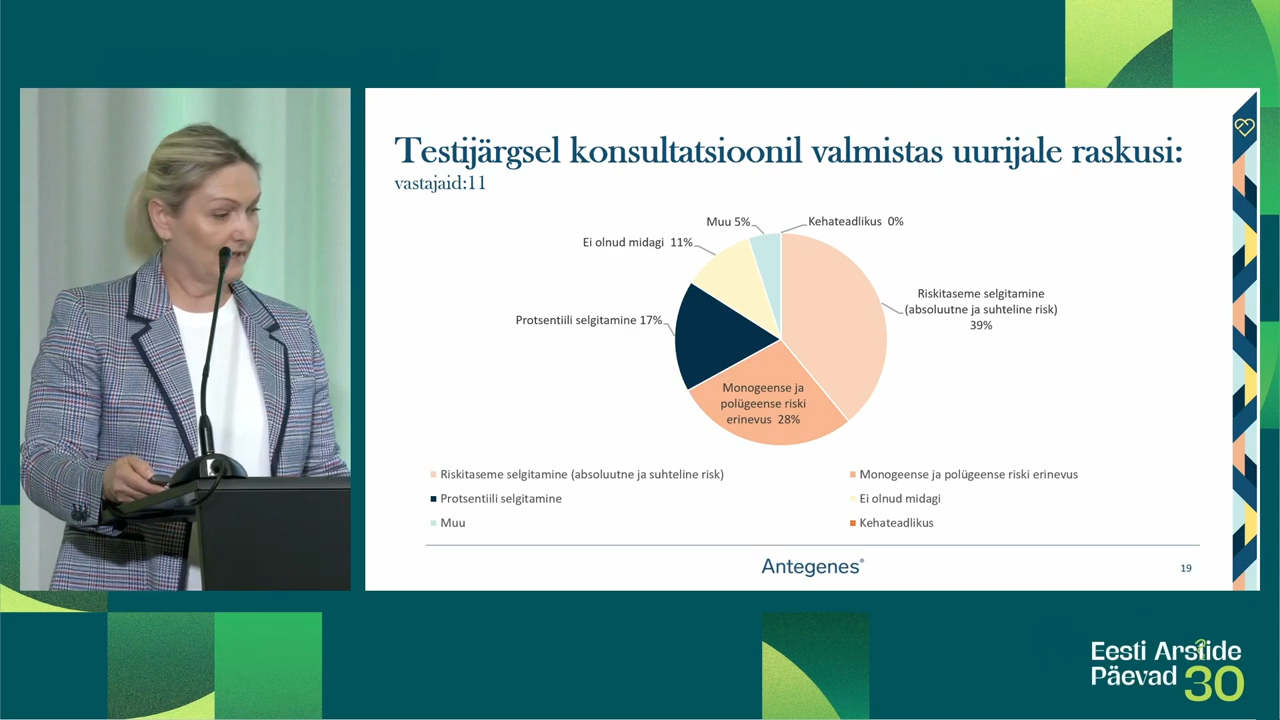 Testijärgsel konsultatsioonil valmistas uurijale raskusi:
vastajaid:11
Muu 5%
Kehateadlikus 0%
Ei olnud midagi 11%
Riskitaseme selgitamine
(absoluutne ja suhteline risk)
39%
Protsentiili selgitamine 17%
Monogeense ja
polügeense riski
erinevus 28%
Riskitaseme selgitamine (absoluutne ja suhteline risk)
Monogeense ja polügeense riski erinevus
Protsentiili selgitamine
Ei olnud midagi
Muu
Kehateadlikus
Antegenes®
19
Eesti Arstide
Päevad 30